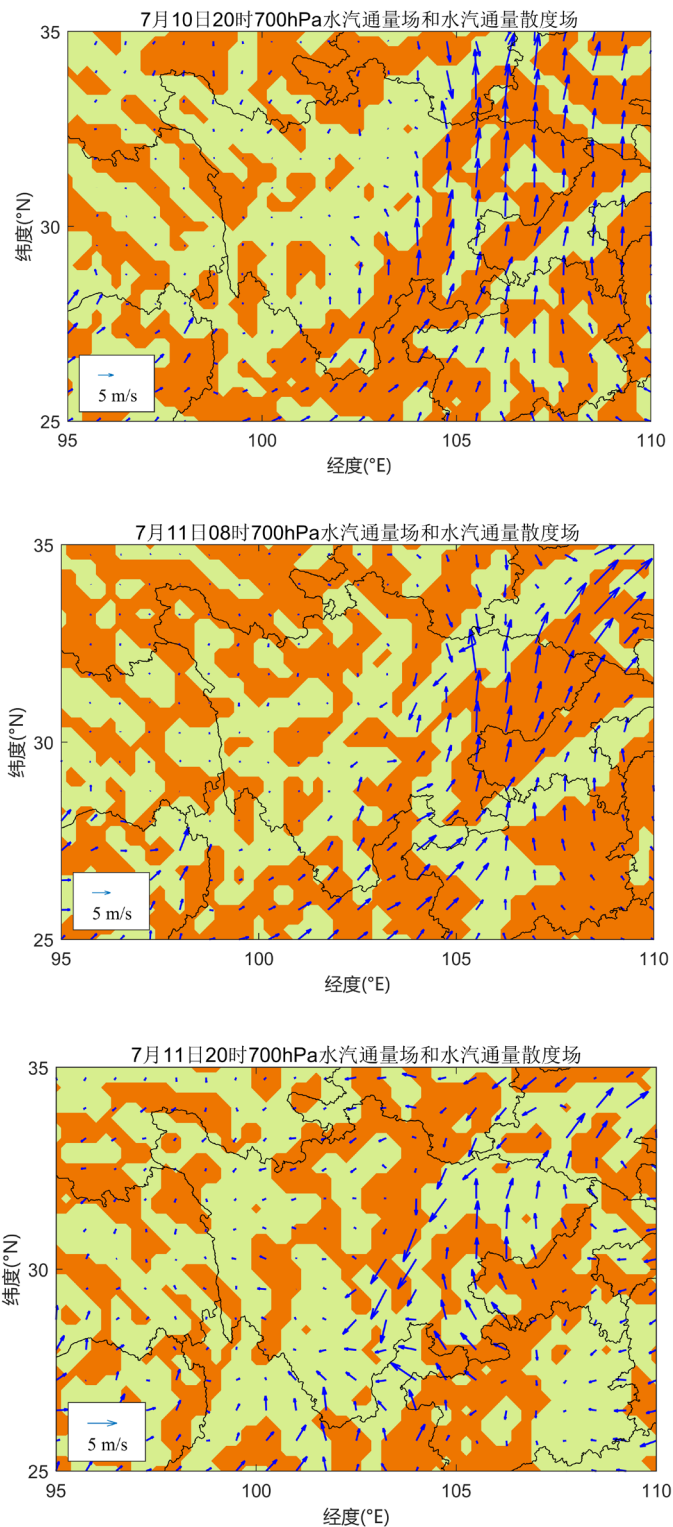 7月10日20时700hPa水汽通量场和水汽通量散度场
35
30
25
纬度(°N)
5 m/s
95
100
105
110
经度(°E)
7月11日08时700hPa水汽通量场和水汽通量散度场
35
30
25
纬度(°N)
5 m/s
95
100
105
110
经度(°E)
7月11日20时700hPa水汽通量场和水汽通量散度场
35
30
25
纬度(°N)
5 m/s
95
100
105
110
经度(°E)